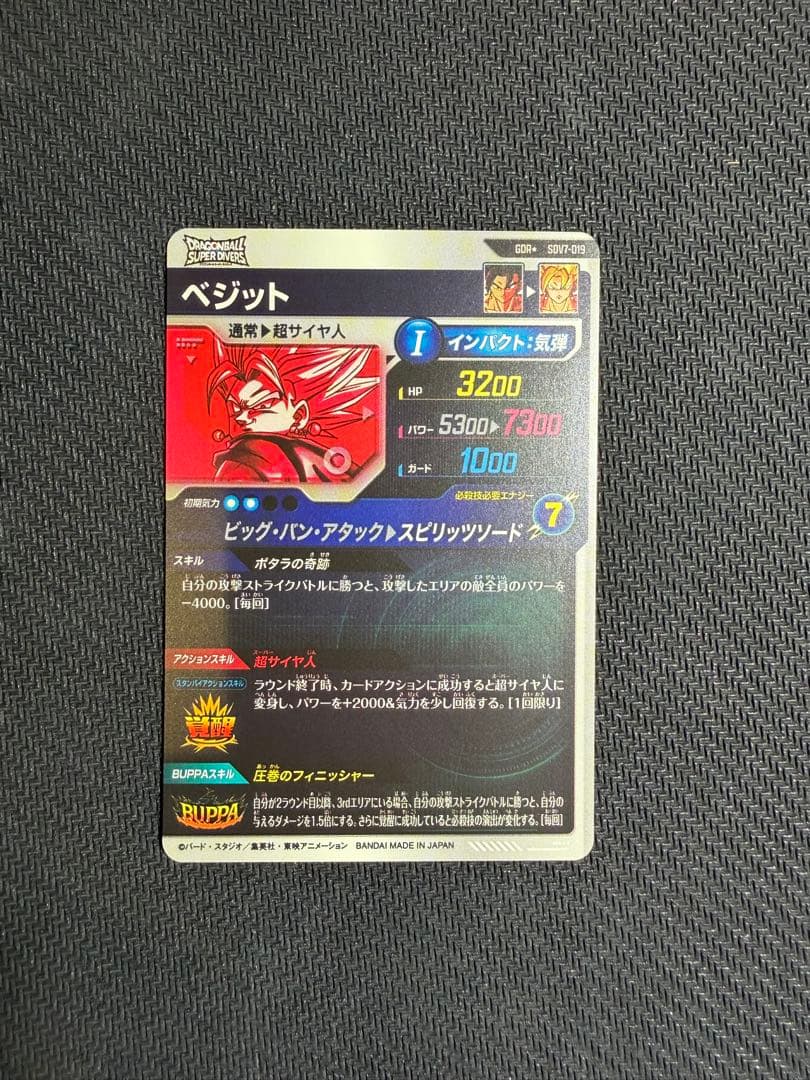 DRAGONBALL
SUPER DIVERS
GDR★ SDV7-019
ベジット
通常▶超サイヤ人
I インパクト:気弾
HP 3200
パワー 5300▶7300
ガード 1000
初期気力
必殺技必要エナジー
ビッグ・バン・アタック▶スピリッツソード 7
スキル ポタラの奇跡
自分の攻撃ストライクバトルに勝つと、攻撃したエリアの敵全員のパワーを
−4000。[毎回]
アクションスキル 超サイヤ人
スタンバイアクションスキル
ラウンド終了時、カードアクションに成功すると超サイヤ人に
変身し、パワーを+2000&気力を少し回復する。[1回限り]
覚醒
BUPPAスキル 圧巻のフィニッシャー
BUPPA
自分が2ラウンド目以降、3rdエリアにいる場合、自分の攻撃ストライクバトルに勝つと、自分の
与えるダメージを1.5倍にする。さらに覚醒に成功していると必殺技の演出が変化する。[毎回]
©バード・スタジオ/集英社・東映アニメーション BANDAI MADE IN JAPAN